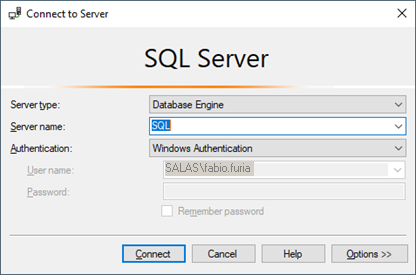 Connect to Server
SQL Server
Server type: Database Engine
Server name: SQL
Authentication: Windows Authentication
User name: SALAS\fabio.furia
Password:
Remember password
Connect Cancel Help Options >>